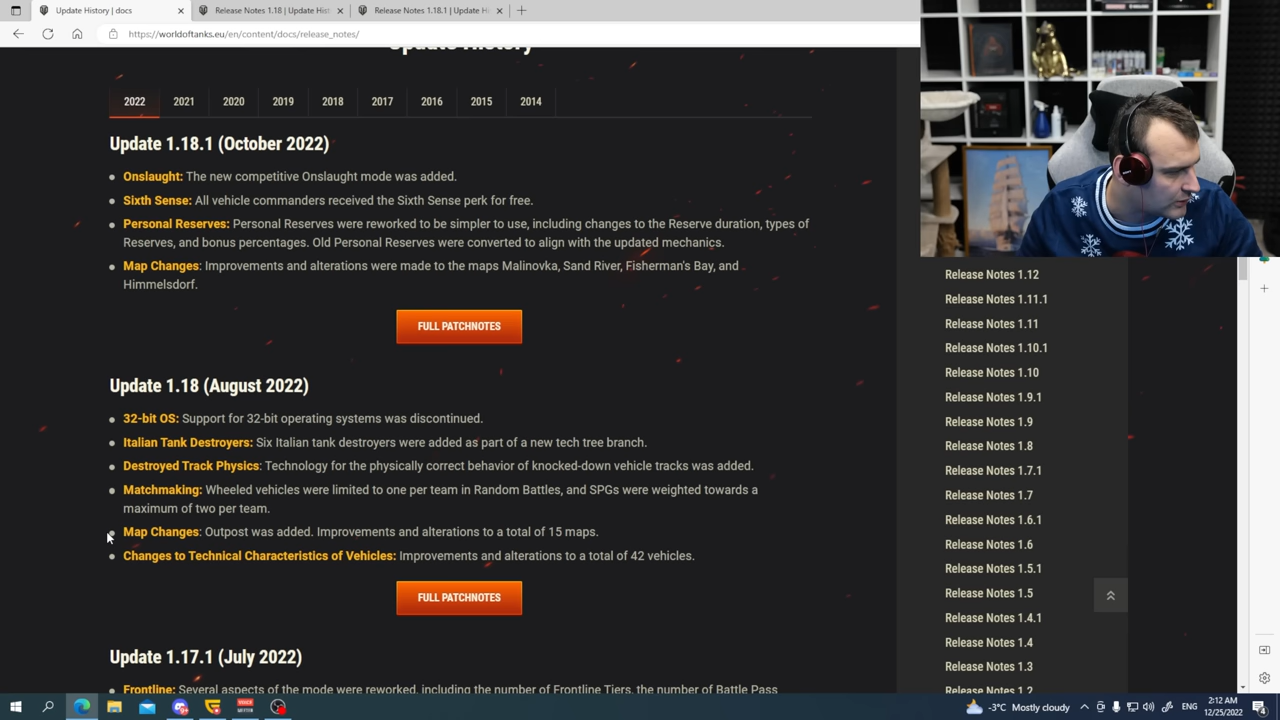 Update History | docs
Release Notes 1.18 | Update Hist
Release Notes 1.18.1 | Update H
https://worldoftanks.eu/en/content/docs/release_notes/
Update History
2022 2021 2020 2019 2018 2017 2016 2015 2014
Update 1.18.1 (October 2022)
Onslaught: The new competitive Onslaught mode was added.
Sixth Sense: All vehicle commanders received the Sixth Sense perk for free.
Personal Reserves: Personal Reserves were reworked to be simpler to use, including changes to the Reserve duration, types of
Reserves, and bonus percentages. Old Personal Reserves were converted to align with the updated mechanics.
Map Changes: Improvements and alterations were made to the maps Malinovka, Sand River, Fisherman's Bay, and
Himmelsdorf.
FULL PATCHNOTES
Update 1.18 (August 2022)
32-bit OS: Support for 32-bit operating systems was discontinued.
Italian Tank Destroyers: Six Italian tank destroyers were added as part of a new tech tree branch.
Destroyed Track Physics: Technology for the physically correct behavior of knocked-down vehicle tracks was added.
Matchmaking: Wheeled vehicles were limited to one per team in Random Battles, and SPGs were weighted towards a
maximum of two per team.
Map Changes: Outpost was added. Improvements and alterations to a total of 15 maps.
Changes to Technical Characteristics of Vehicles: Improvements and alterations to a total of 42 vehicles.
FULL PATCHNOTES
Update 1.17.1 (July 2022)
Frontline: Several aspects of the mode were reworked, including the number of Frontline Tiers, the number of Battle Pass
Release Notes 1.12
Release Notes 1.11.1
Release Notes 1.11
Release Notes 1.10.1
Release Notes 1.10
Release Notes 1.9.1
Release Notes 1.9
Release Notes 1.8
Release Notes 1.7.1
Release Notes 1.7
Release Notes 1.6.1
Release Notes 1.6
Release Notes 1.5.1
Release Notes 1.5
Release Notes 1.4.1
Release Notes 1.4
Release Notes 1.3
Release Notes 1.2
-3°C Mostly cloudy
ENG
2:12 AM
12/25/2022
4